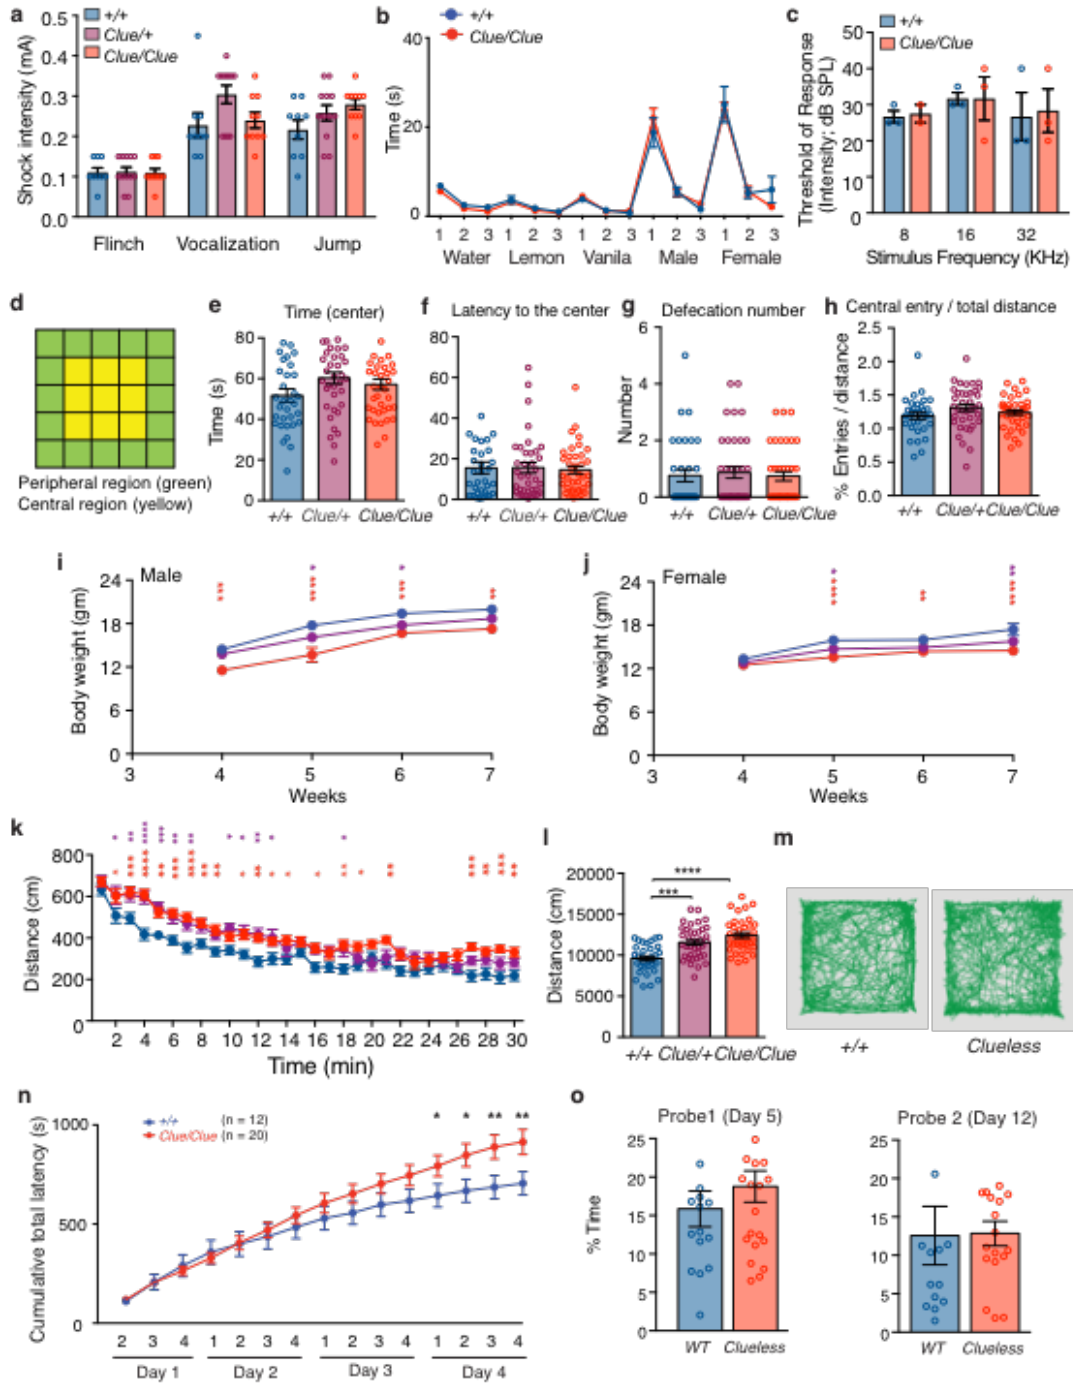 a
0.5
0.4
0.3
0.2
0.1
0.0
Shock intensity (mA)
+/+
Clue/+
Clue/Clue
Flinch Vocalization Jump
b
40
20
0
Time (s)
+/+
Clue/Clue
1 2 3 1 2 3 1 2 3 1 2 3 1 2 3
Water Lemon Vanila Male Female
c
50
40
30
20
10
0
Threshold of Response
(Intensity; dB SPL)
+/+
Clue/Clue
8 16 32
Stimulus Frequency (KHz)
d
Peripheral region (green)
Central region (yellow)
e
Time (center)
80
60
40
20
0
Time (s)
+/+ Clue/+ Clue/Clue
f
Latency to the center
80
60
40
20
0
+/+ Clue/+ Clue/Clue
g
Defecation number
6
4
2
0
Number
+/+ Clue/+ Clue/Clue
h
Central entry / total distance
2.5
2.0
1.5
1.0
0.5
0.0
% Entries / distance
+/+ Clue/+ Clue/Clue
i
Male
24
18
12
6
0
Body weight (gm)
3 4 5 6 7
Weeks
j
Female
24
18
12
6
0
Body weight (gm)
3 4 5 6 7
Weeks
k
800
600
400
200
0
Distance (cm)
2 4 6 8 10 12 14 16 18 20 22 24 26 28 30
Time (min)
l
20000
15000
10000
5000
0
Distance (cm)
****
***
+/+ Clue/+ Clue/Clue
m
+/+ Clueless
n
1000
500
0
Cumulative total latency (s)
+/+ (n = 12)
Clue/Clue (n = 20)
* * ** **
2 3 4 1 2 3 4 1 2 3 4 1 2 3 4
Day 1 Day 2 Day 3 Day 4
o
Probe1 (Day 5)
25
20
15
10
5
0
% Time
WT Clueless
Probe 2 (Day 12)
25
20
15
10
5
0
WT Clueless